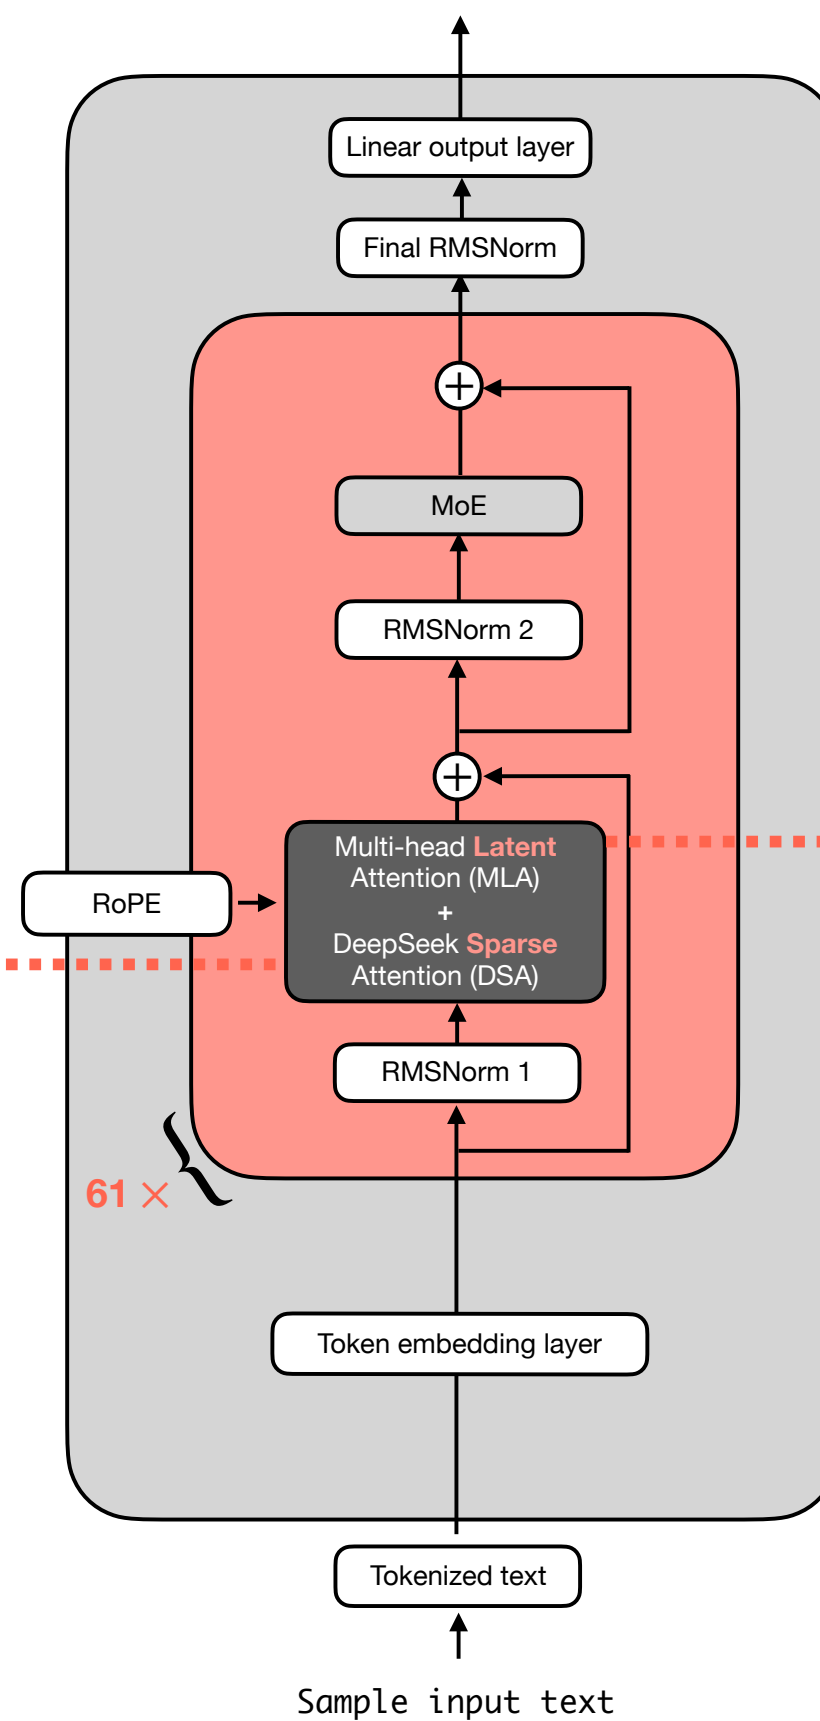 Linear output layer
Final RMSNorm
MoE
RMSNorm 2
Multi-head Latent
Attention (MLA)
+
DeepSeek Sparse
Attention (DSA)
RoPE
RMSNorm 1
61 ×
Token embedding layer
Tokenized text
Sample input text